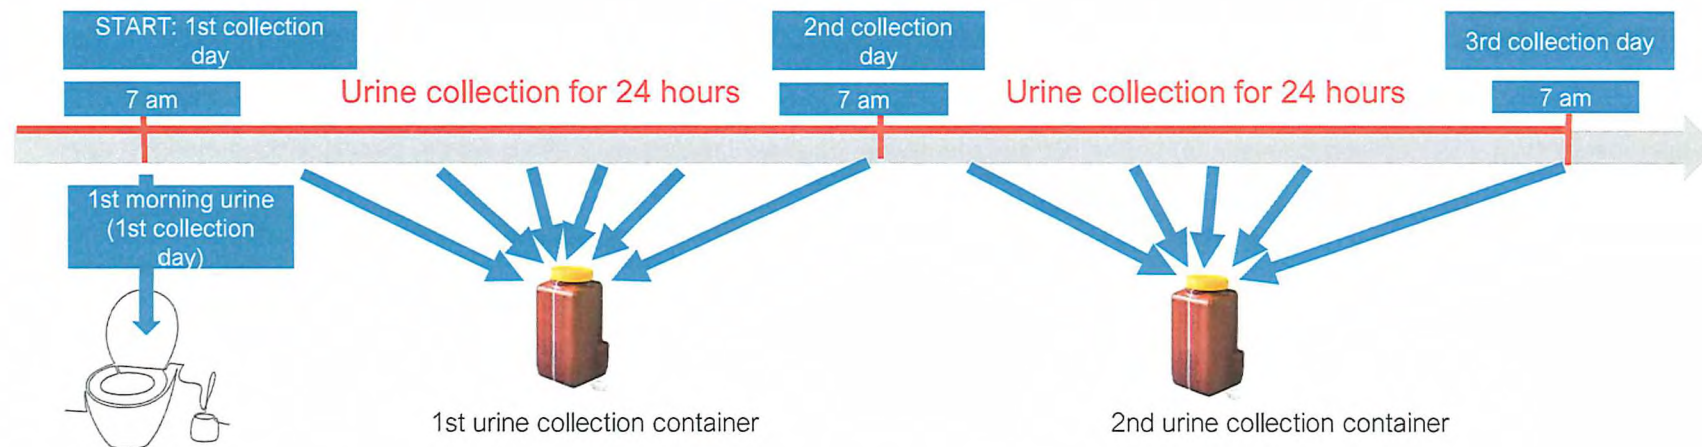 START: 1st collection
day
2nd collection
day
3rd collection day
7 am
Urine collection for 24 hours
7 am
Urine collection for 24 hours
7 am
1st morning urine
(1st collection
day)
1st urine collection container
2nd urine collection container